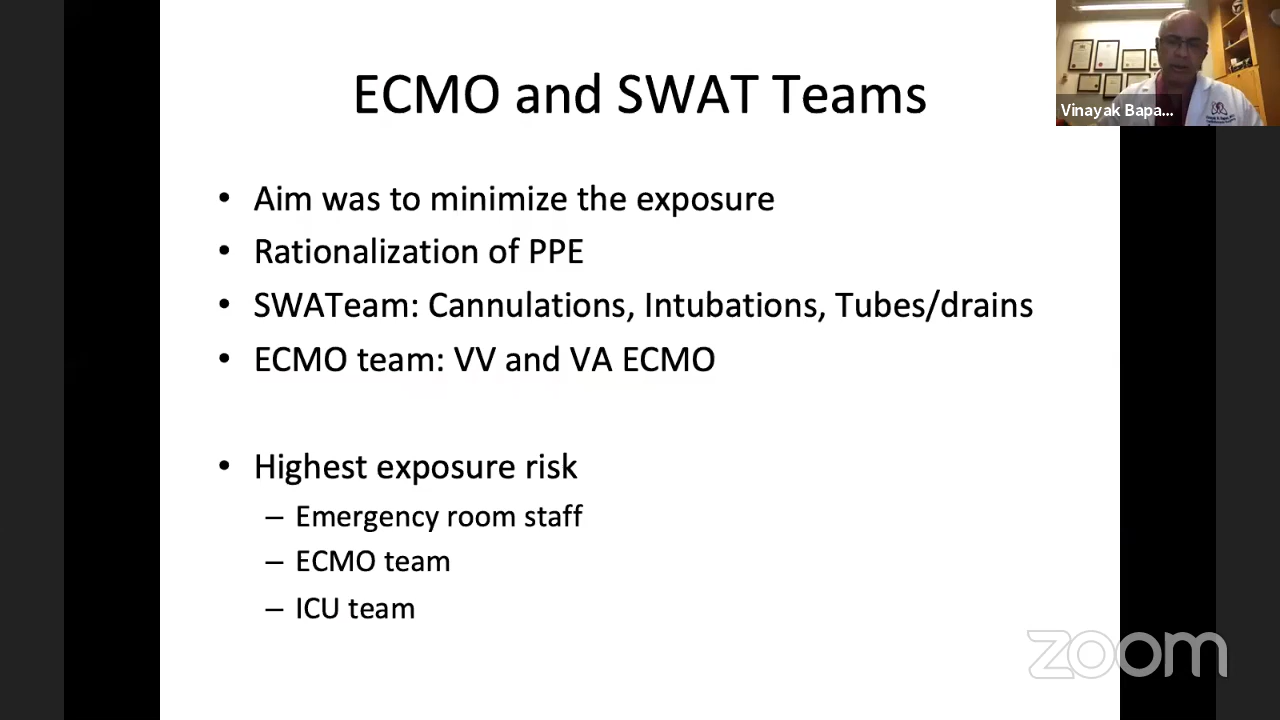 ECMO and SWAT Teams
Vinayak Bapa...
• Aim was to minimize the exposure
• Rationalization of PPE
• SWATeam: Cannulations, Intubations, Tubes/drains
• ECMO team: VV and VA ECMO
• Highest exposure risk
– Emergency room staff
– ECMO team
– ICU team
zoom